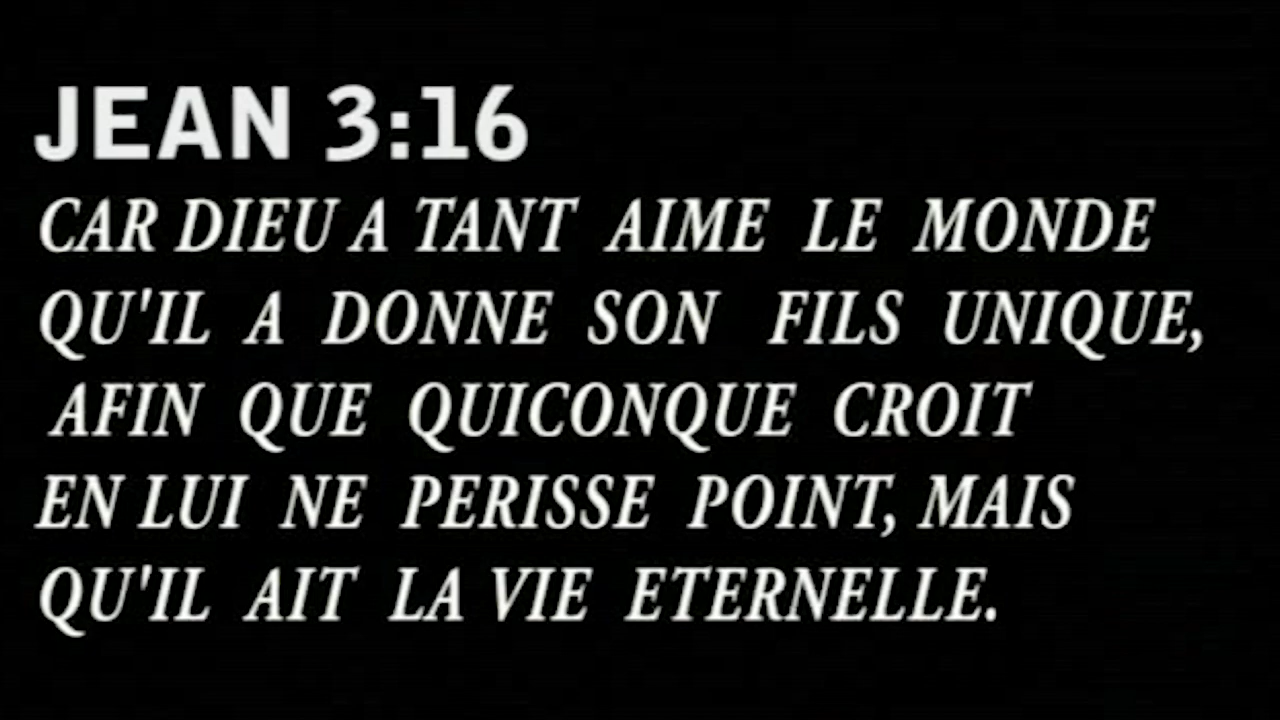 JEAN 3:16
CAR DIEU A TANT AIME LE MONDE
QU'IL A DONNE SON FILS UNIQUE,
AFIN QUE QUICONQUE CROIT
EN LUI NE PERISSE POINT, MAIS
QU'IL AIT LA VIE ETERNELLE.